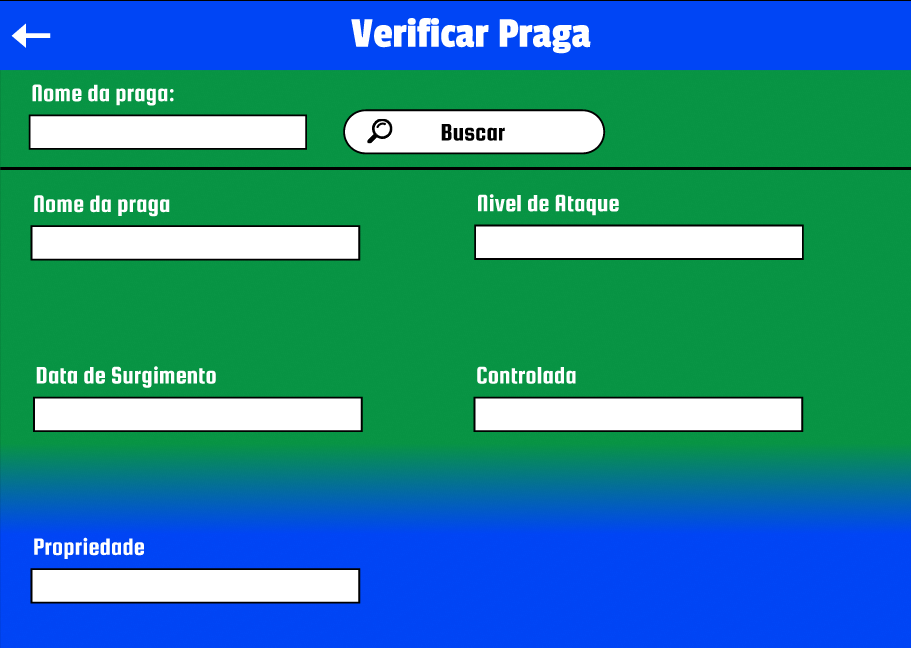 Verificar Praga
Nome da praga:
Buscar
Nome da praga
Nivel de Ataque
Data de Surgimento
Controlada
Propriedade